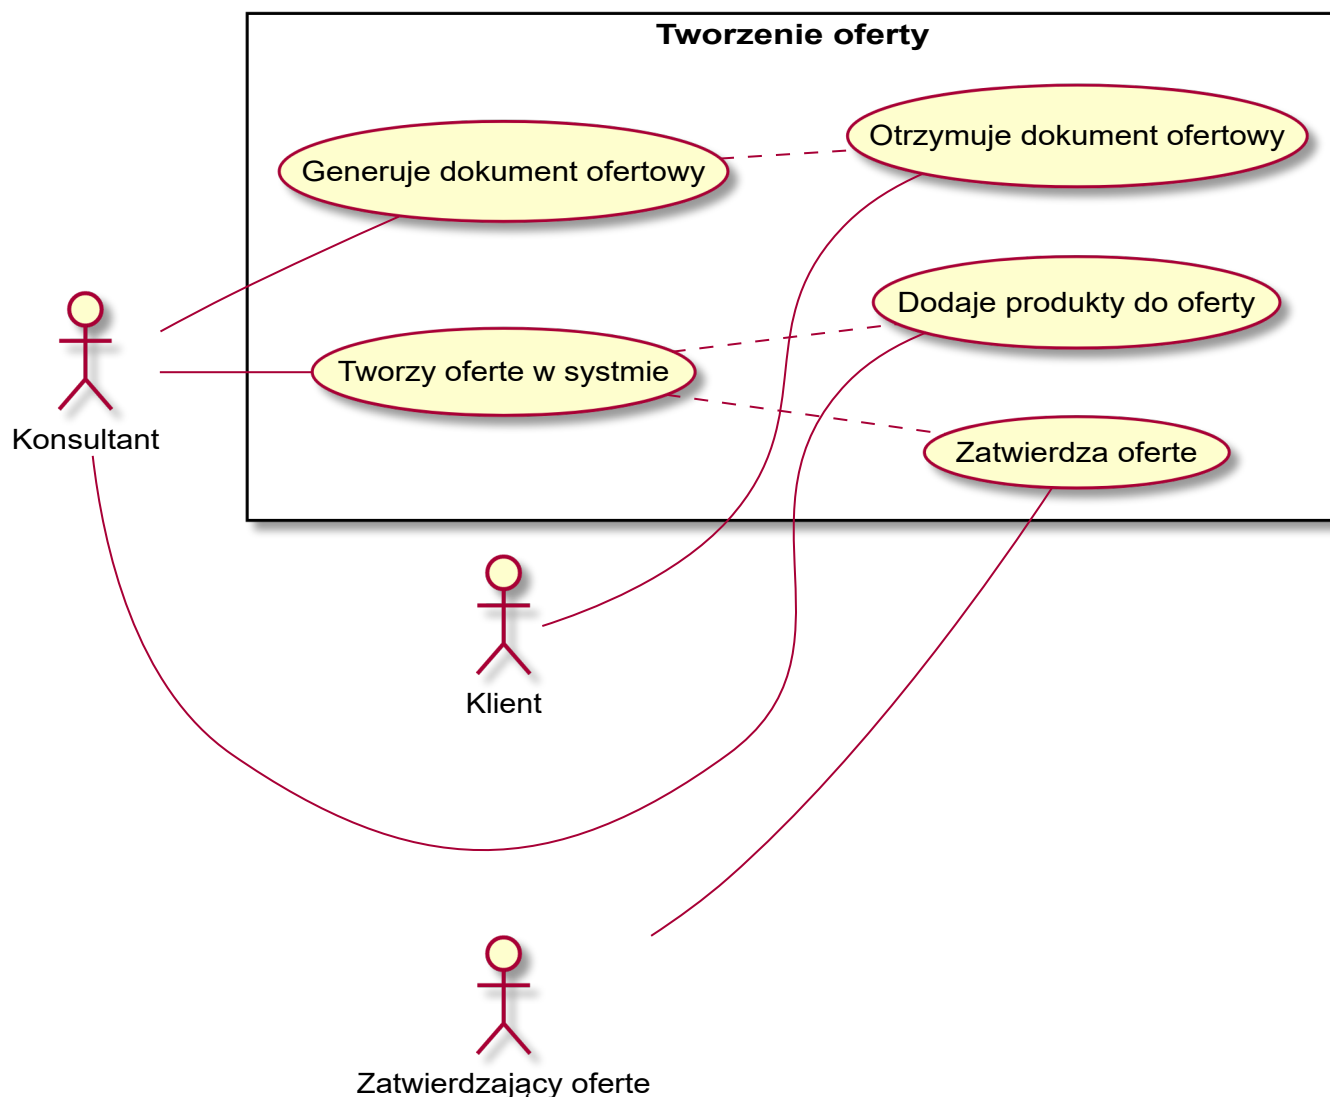 Tworzenie oferty
Otrzymuje dokument ofertowy
Generuje dokument ofertowy
Dodaje produkty do oferty
Tworzy oferte w systmie
Konsultant
Zatwierdza oferte
Klient
Zatwierdzający oferte